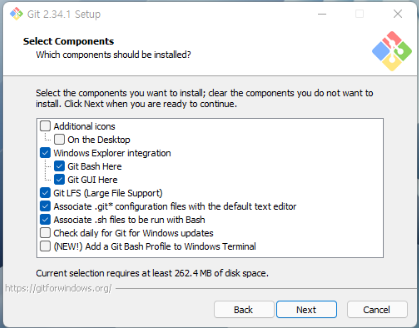 Git 2.34.1 Setup
Select Components
Which components should be installed?
Select the components you want to install; clear the components you do not want to
install. Click Next when you are ready to continue.
Additional icons
On the Desktop
Windows Explorer integration
Git Bash Here
Git GUI Here
Git LFS (Large File Support)
Associate .git* configuration files with the default text editor
Associate .sh files to be run with Bash
Check daily for Git for Windows updates
(NEW!) Add a Git Bash Profile to Windows Terminal
Current selection requires at least 262.4 MB of disk space.
https://gitforwindows.org/
Back
Next
Cancel